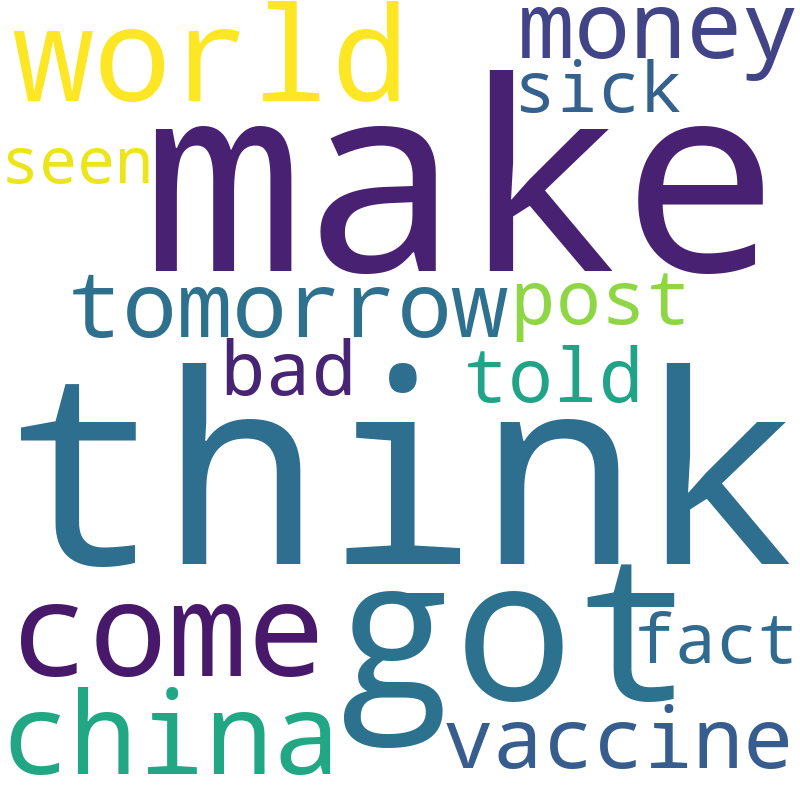 world money
sick
make
seen
tomorrow post
bad told
think
come got fact
china vaccine